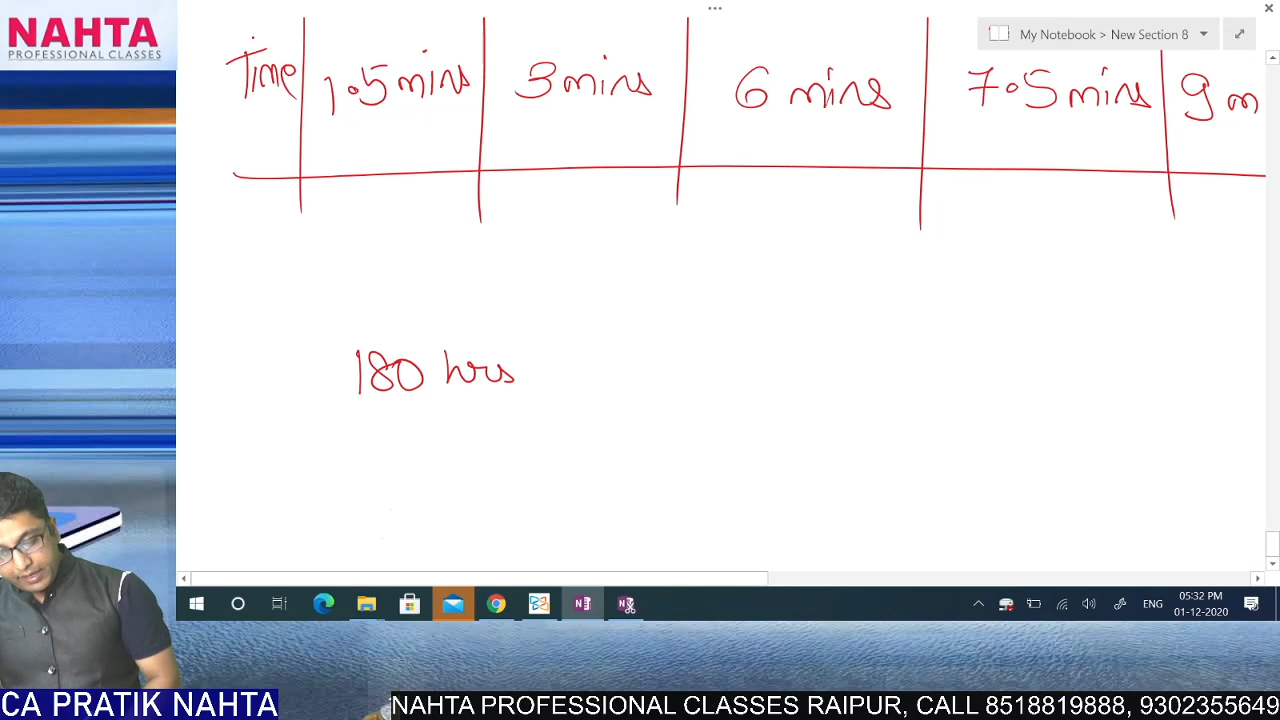 NAHTA
PROFESSIONAL CLASSES
My Notebook > New Section 8
Time 1.5 mins 3 mins 6 mins 7.5 mins 9 m
180 hrs
ENG
05:32 PM
01-12-2020
CA PRATIK NAHTA
NAHTA PROFESSIONAL CLASSES RAIPUR, CALL 8518819888, 9302355649